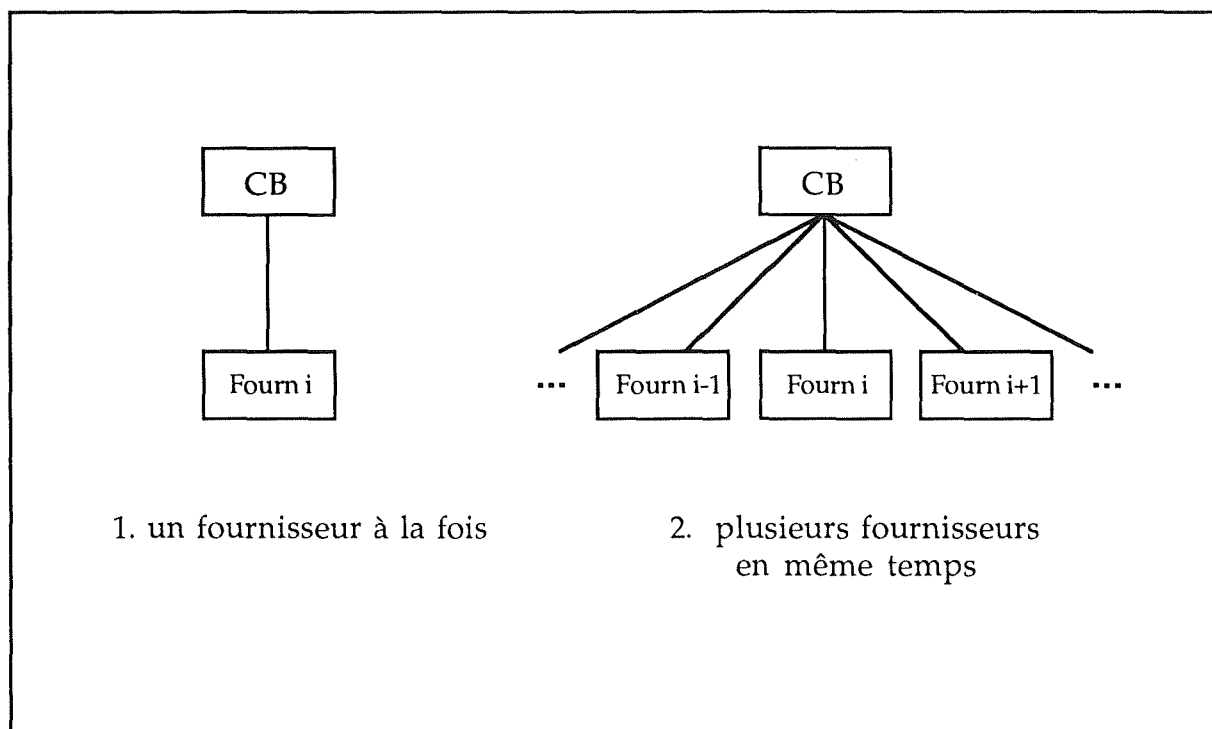 CB
Fourn i
1. un fournisseur à la fois
CB
... Fourn i-1 Fourn i Fourn i+1 ...
2. plusieurs fournisseurs
en même temps